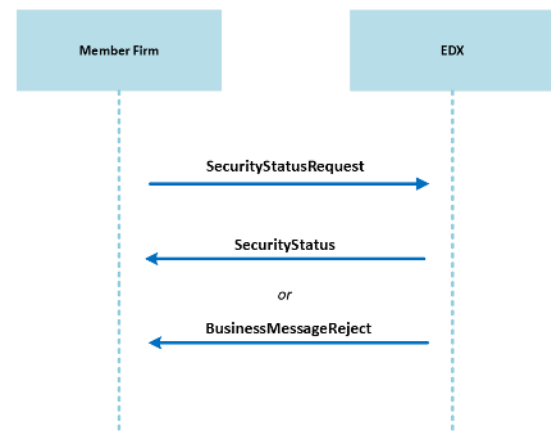 Member Firm
EDX
SecurityStatusRequest
SecurityStatus
or
BusinessMessageReject